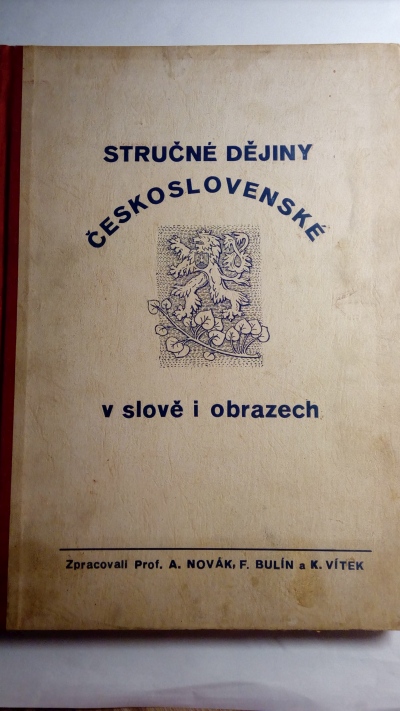 STRUČNÉ DĚJINY
ČESKOSLOVENSKÉ
v slově i obrazech
Zpracovali Prof. A. NOVÁK, F. BULÍN a K. VÍTEK